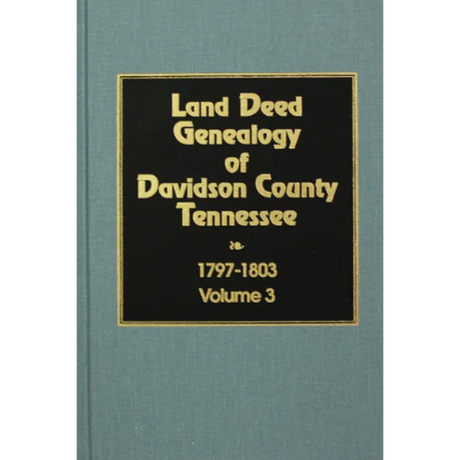 Land Deed
Genealogy
of
Davidson County
Tennessee
1797-1803
Volume 3